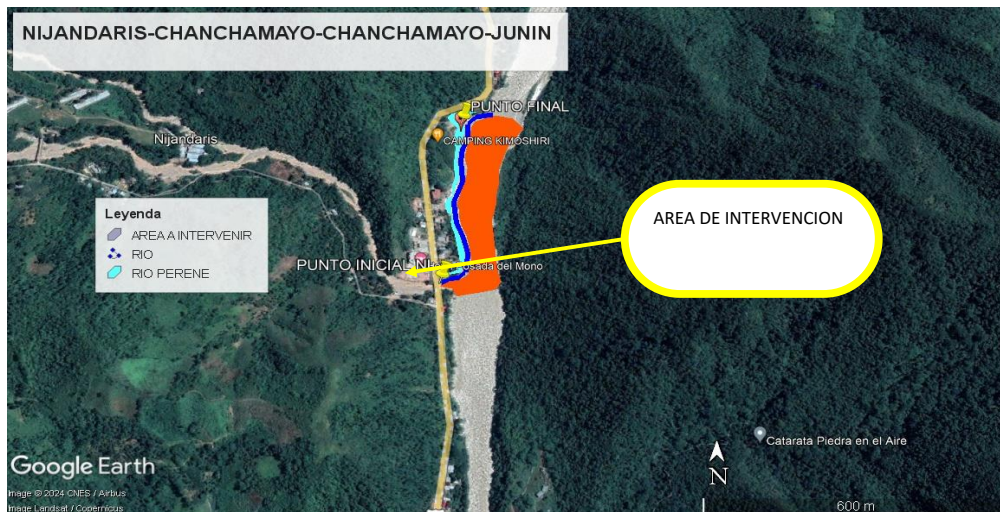 NIJANDARIS-CHANCHAMAYO-CHANCHAMAYO-JUNIN
PUNTO FINAL
Nijandaris
CAMPING KIMOSHIRI
Leyenda
AREA A INTERVENIR
RIO
RIO PERENE
AREA DE INTERVENCION
PUNTO INICIAL
osada del Mono
Catarata Piedra en el Aire
N
Google Earth
Image © 2024 CNES / Airbus
Image Landsat / Copernicus
600 m